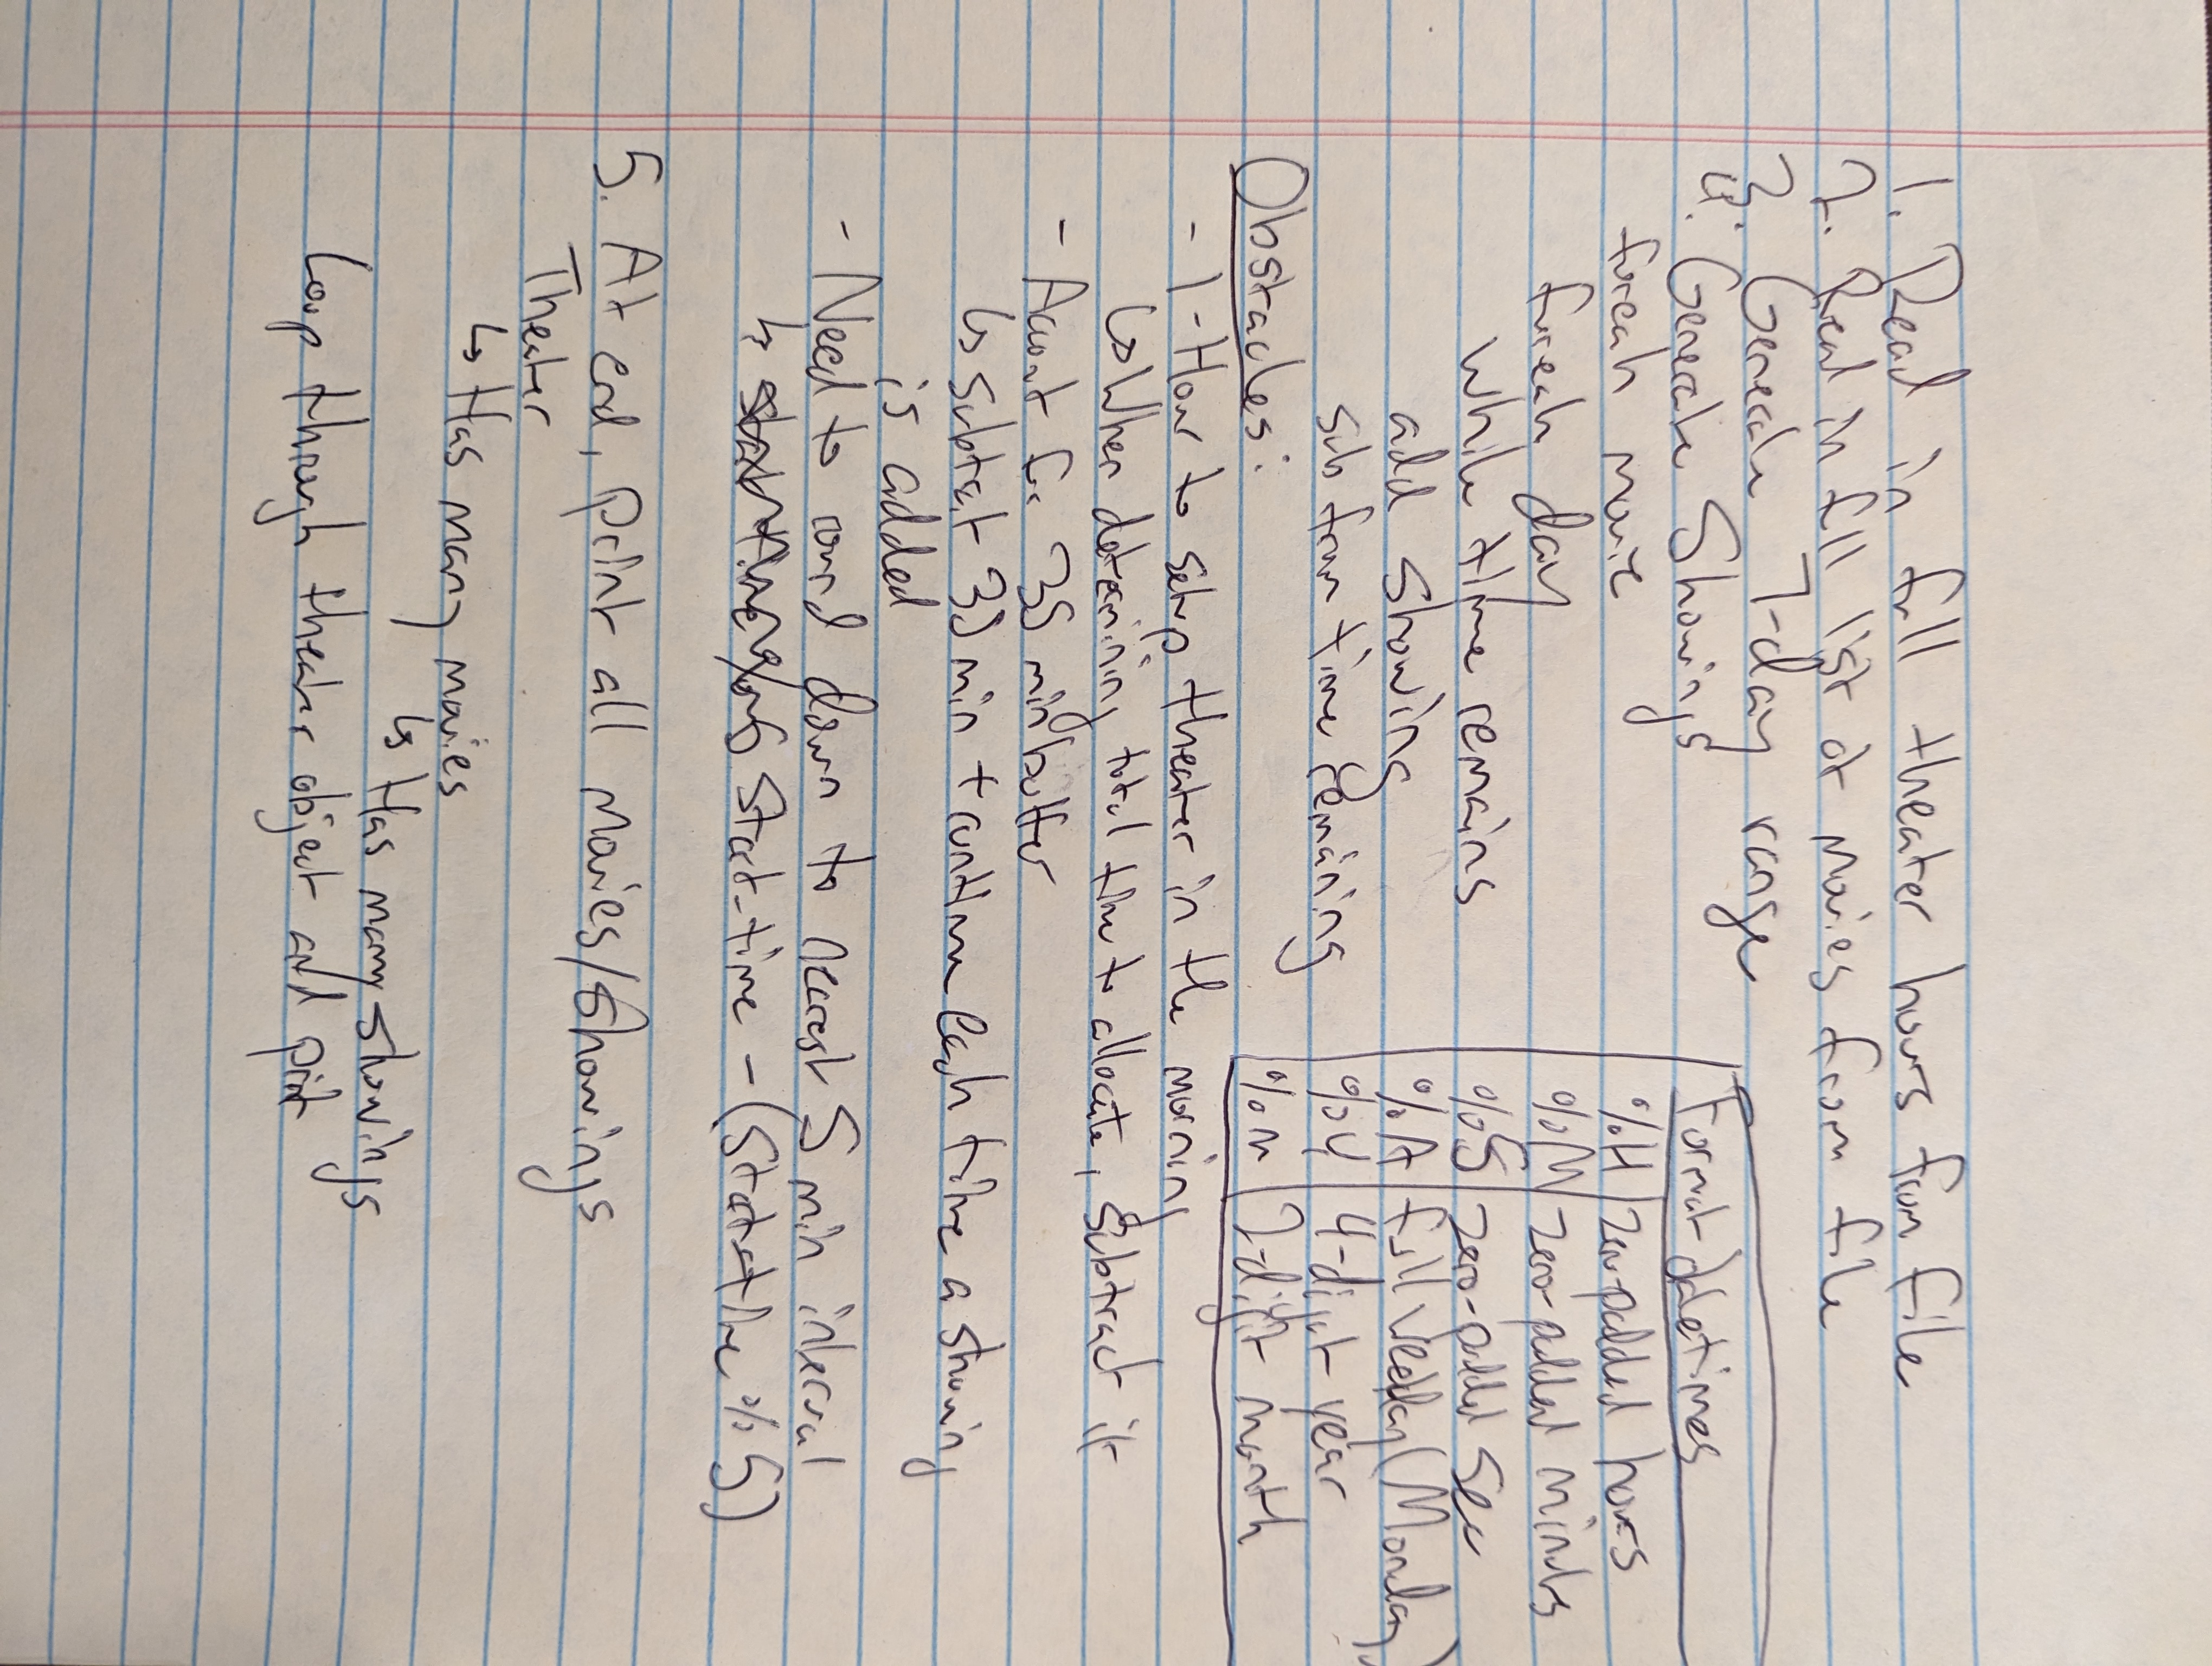 1. Read in full theater hours from file
2. Read in full list of movies from file
3. Generate 7-day range
4. Generate Showings
foreach movie
foreach day
while time remains
add showing
sub from time remaining
Format datetimes
%H zero-padded hours
%M zero-padded minutes
%S zero-padded sec
%A full weekday (Monday)
%Y 4-digit year
%m 2-digit month
Obstacles:
- 1-Hour to setup theater in the morning
↳ When determining total time to allocate, subtract it
- Account for 35 min buffer
↳ subtract 35 min + runtime each time a showing
is added
- Need to round down to nearest 5 min interval
↳ Start-time - (Start-time % 5)
5. At end, print all movies/showings
Theater
↳ Has many movies
↳ Has many showings
Loop through theater object and print